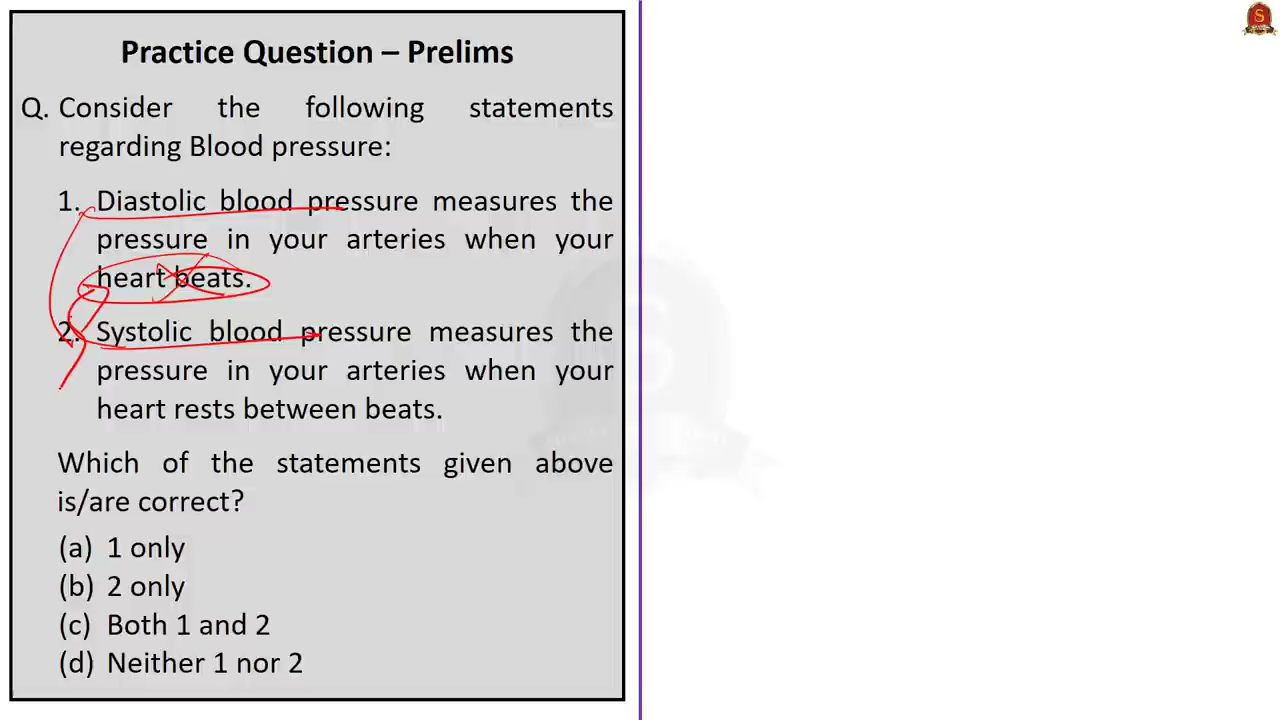 Practice Question – Prelims
Q. Consider the following statements
regarding Blood pressure:
1. Diastolic blood pressure measures the
pressure in your arteries when your
heart beats.
2. Systolic blood pressure measures the
pressure in your arteries when your
heart rests between beats.
Which of the statements given above
is/are correct?
(a) 1 only
(b) 2 only
(c) Both 1 and 2
(d) Neither 1 nor 2